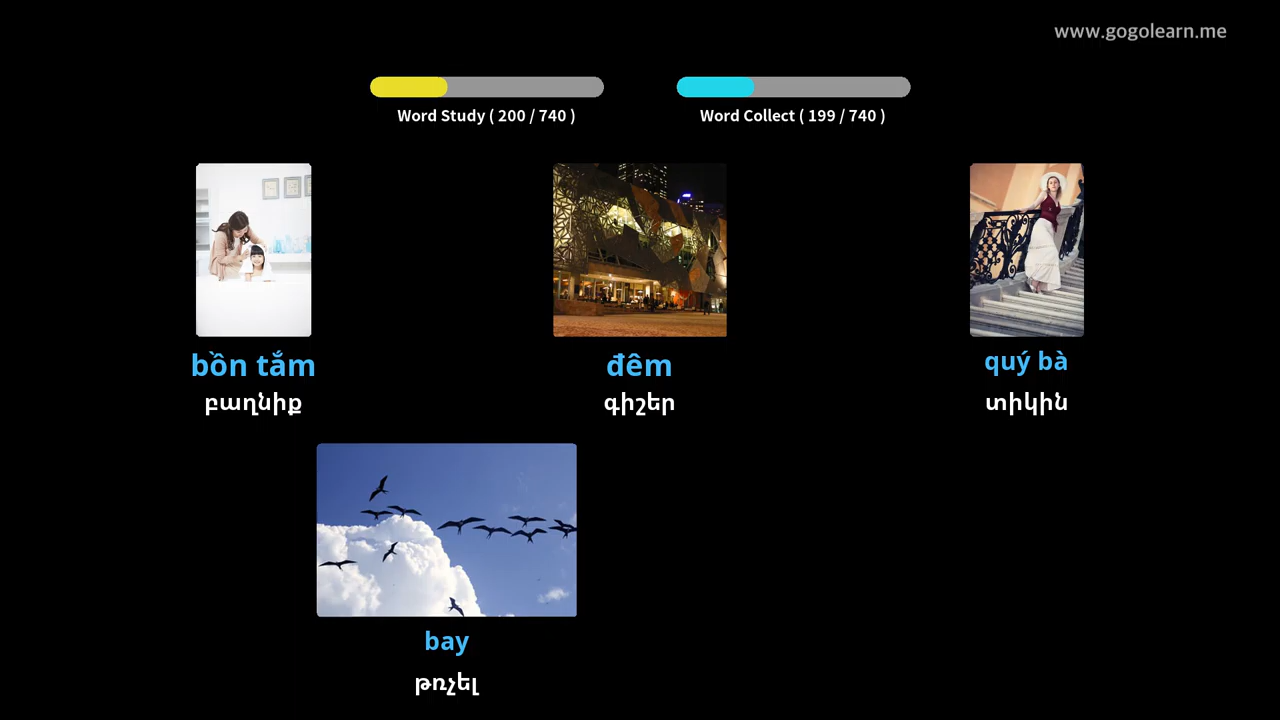 www.gogolearn.me
Word Study ( 200 / 740 )
Word Collect ( 199 / 740 )
bồn tắm
բաղնիք
đêm
գիշեր
quý bà
տիկին
bay
թռչել